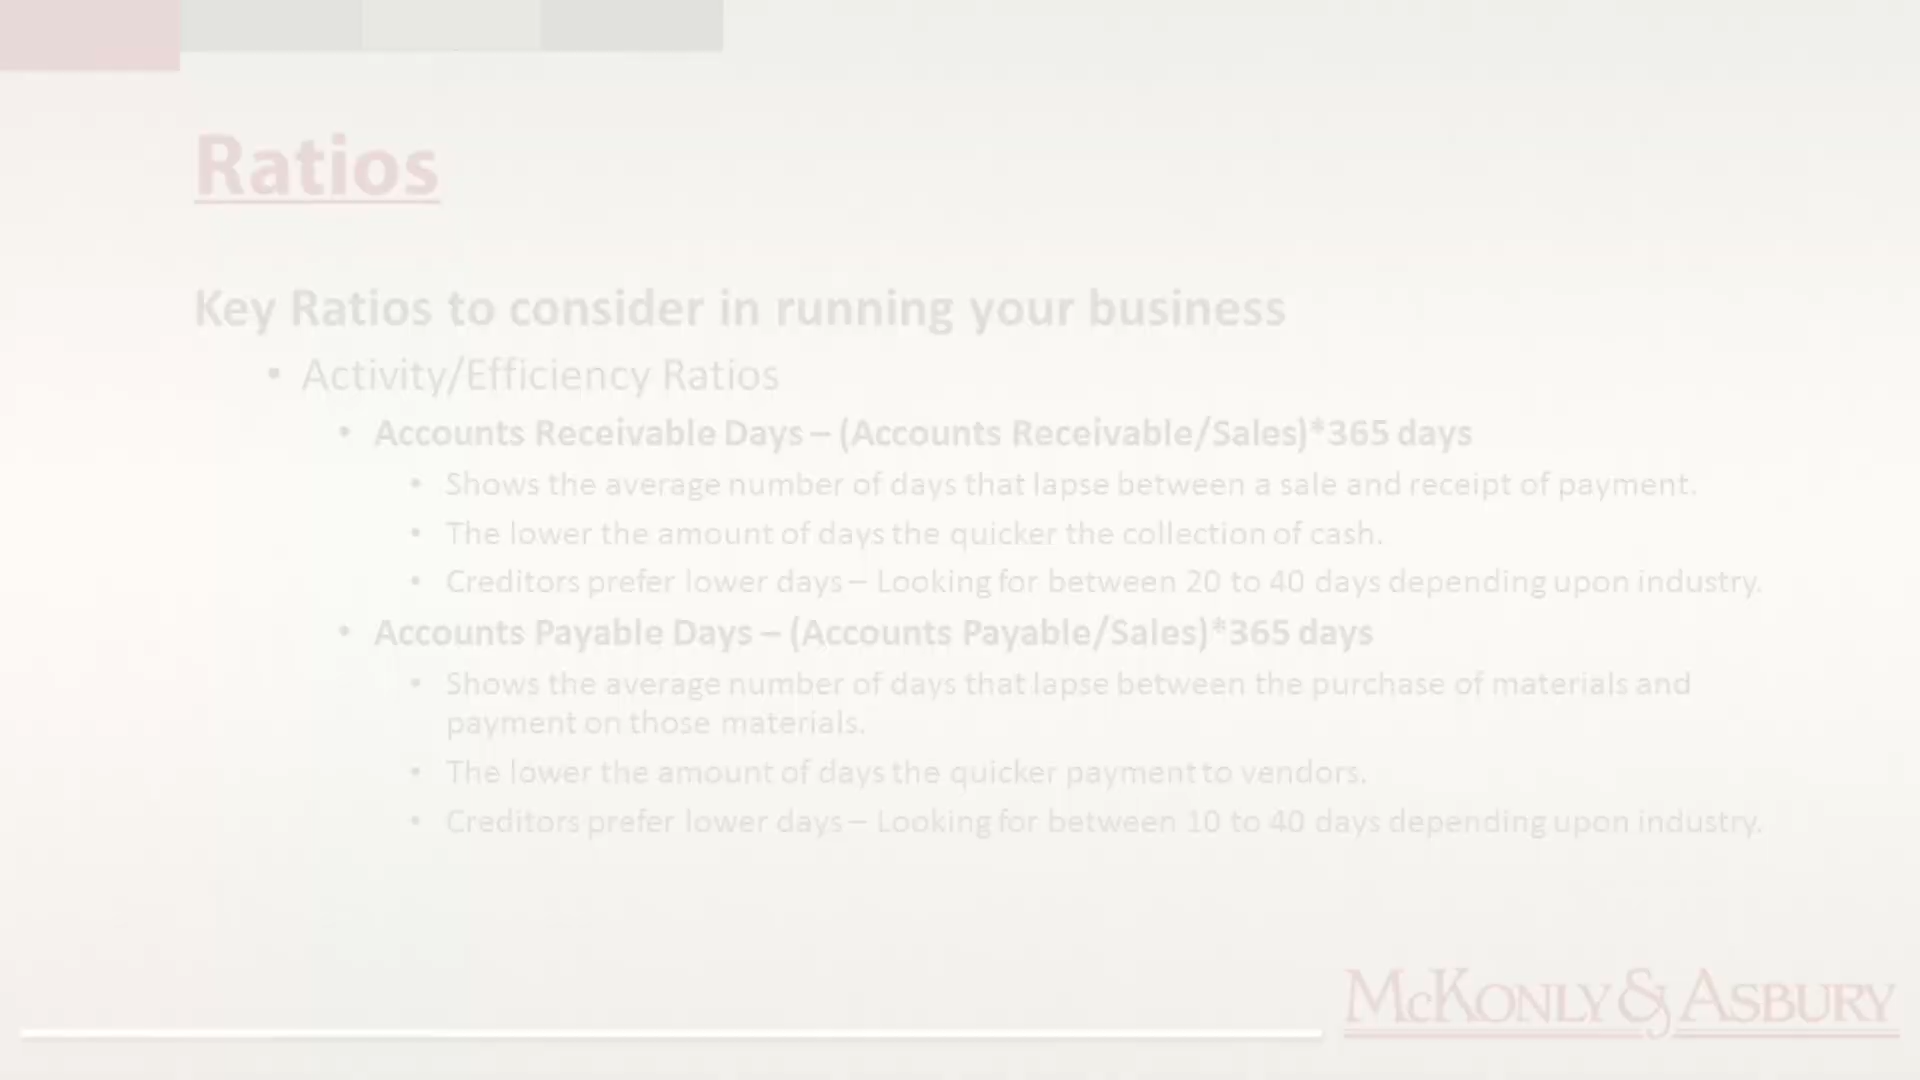 Ratios
Key Ratios to consider in running your business
• Activity/Efficiency Ratios
• Accounts Receivable Days – (Accounts Receivable/Sales)*365 days
• Shows the average number of days that lapse between a sale and receipt of payment.
• The lower the amount of days the quicker the collection of cash.
• Creditors prefer lower days – Looking for between 20 to 40 days depending upon industry.
• Accounts Payable Days – (Accounts Payable/Sales)*365 days
• Shows the average number of days that lapse between the purchase of materials and
payment on those materials.
• The lower the amount of days the quicker payment to vendors.
• Creditors prefer lower days – Looking for between 10 to 40 days depending upon industry.
McKonly & Asbury